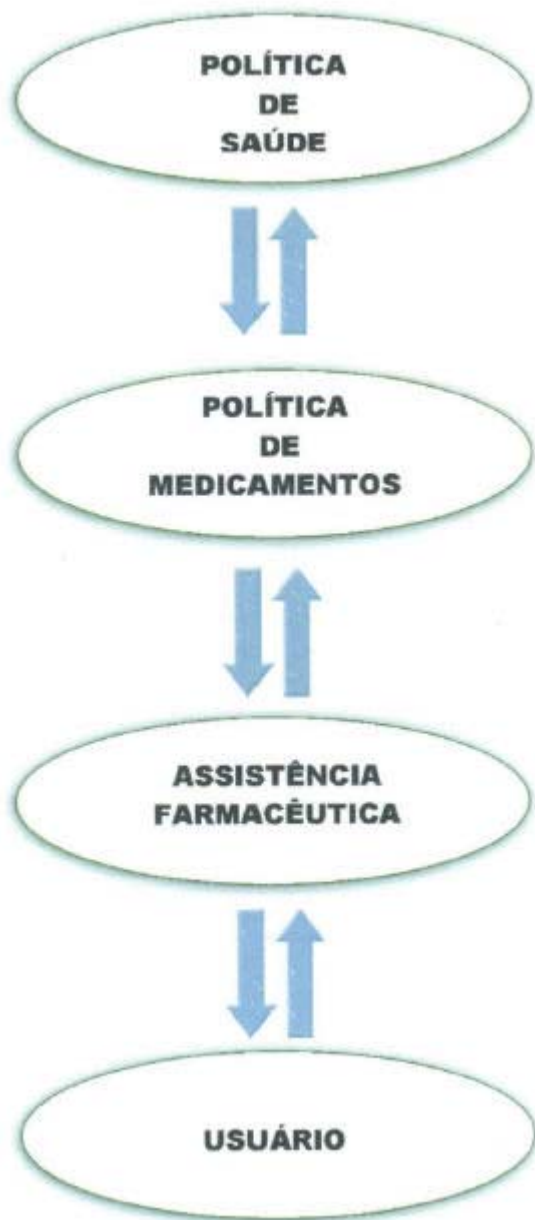 POLÍTICA
DE
SAÚDE
POLÍTICA
DE
MEDICAMENTOS
ASSISTÊNCIA
FARMACÊUTICA
USUÁRIO